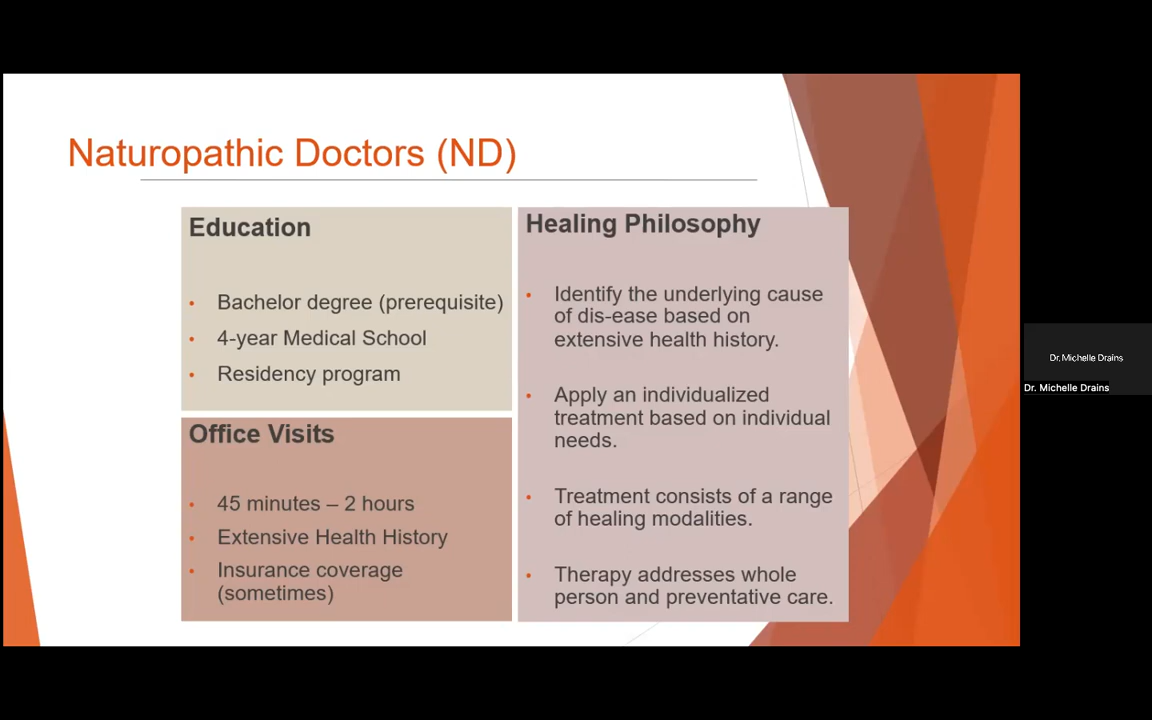 Naturopathic Doctors (ND)
Education
• Bachelor degree (prerequisite)
• 4-year Medical School
• Residency program
Office Visits
• 45 minutes – 2 hours
• Extensive Health History
• Insurance coverage
(sometimes)
Healing Philosophy
• Identify the underlying cause
of dis-ease based on
extensive health history.
• Apply an individualized
treatment based on individual
needs.
• Treatment consists of a range
of healing modalities.
• Therapy addresses whole
person and preventative care.
Dr. Michelle Drains
Dr. Michelle Drains